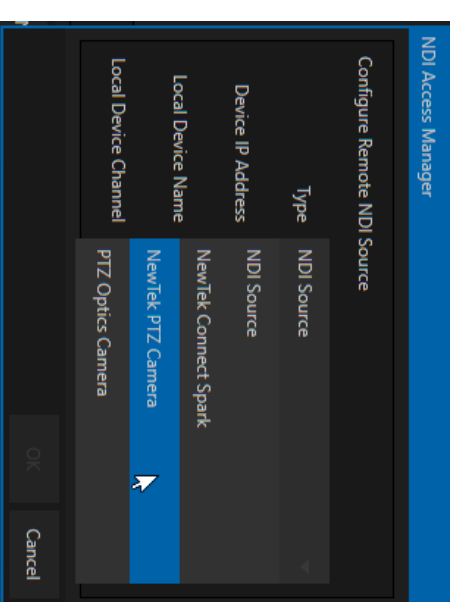 NDI Access Manager
Configure Remote NDI Source
Type NDI Source
Device IP Address NDI Source
Local Device Name NewTek Connect Spark
NewTek PTZ Camera
Local Device Channel PTZ Optics Camera
OK Cancel